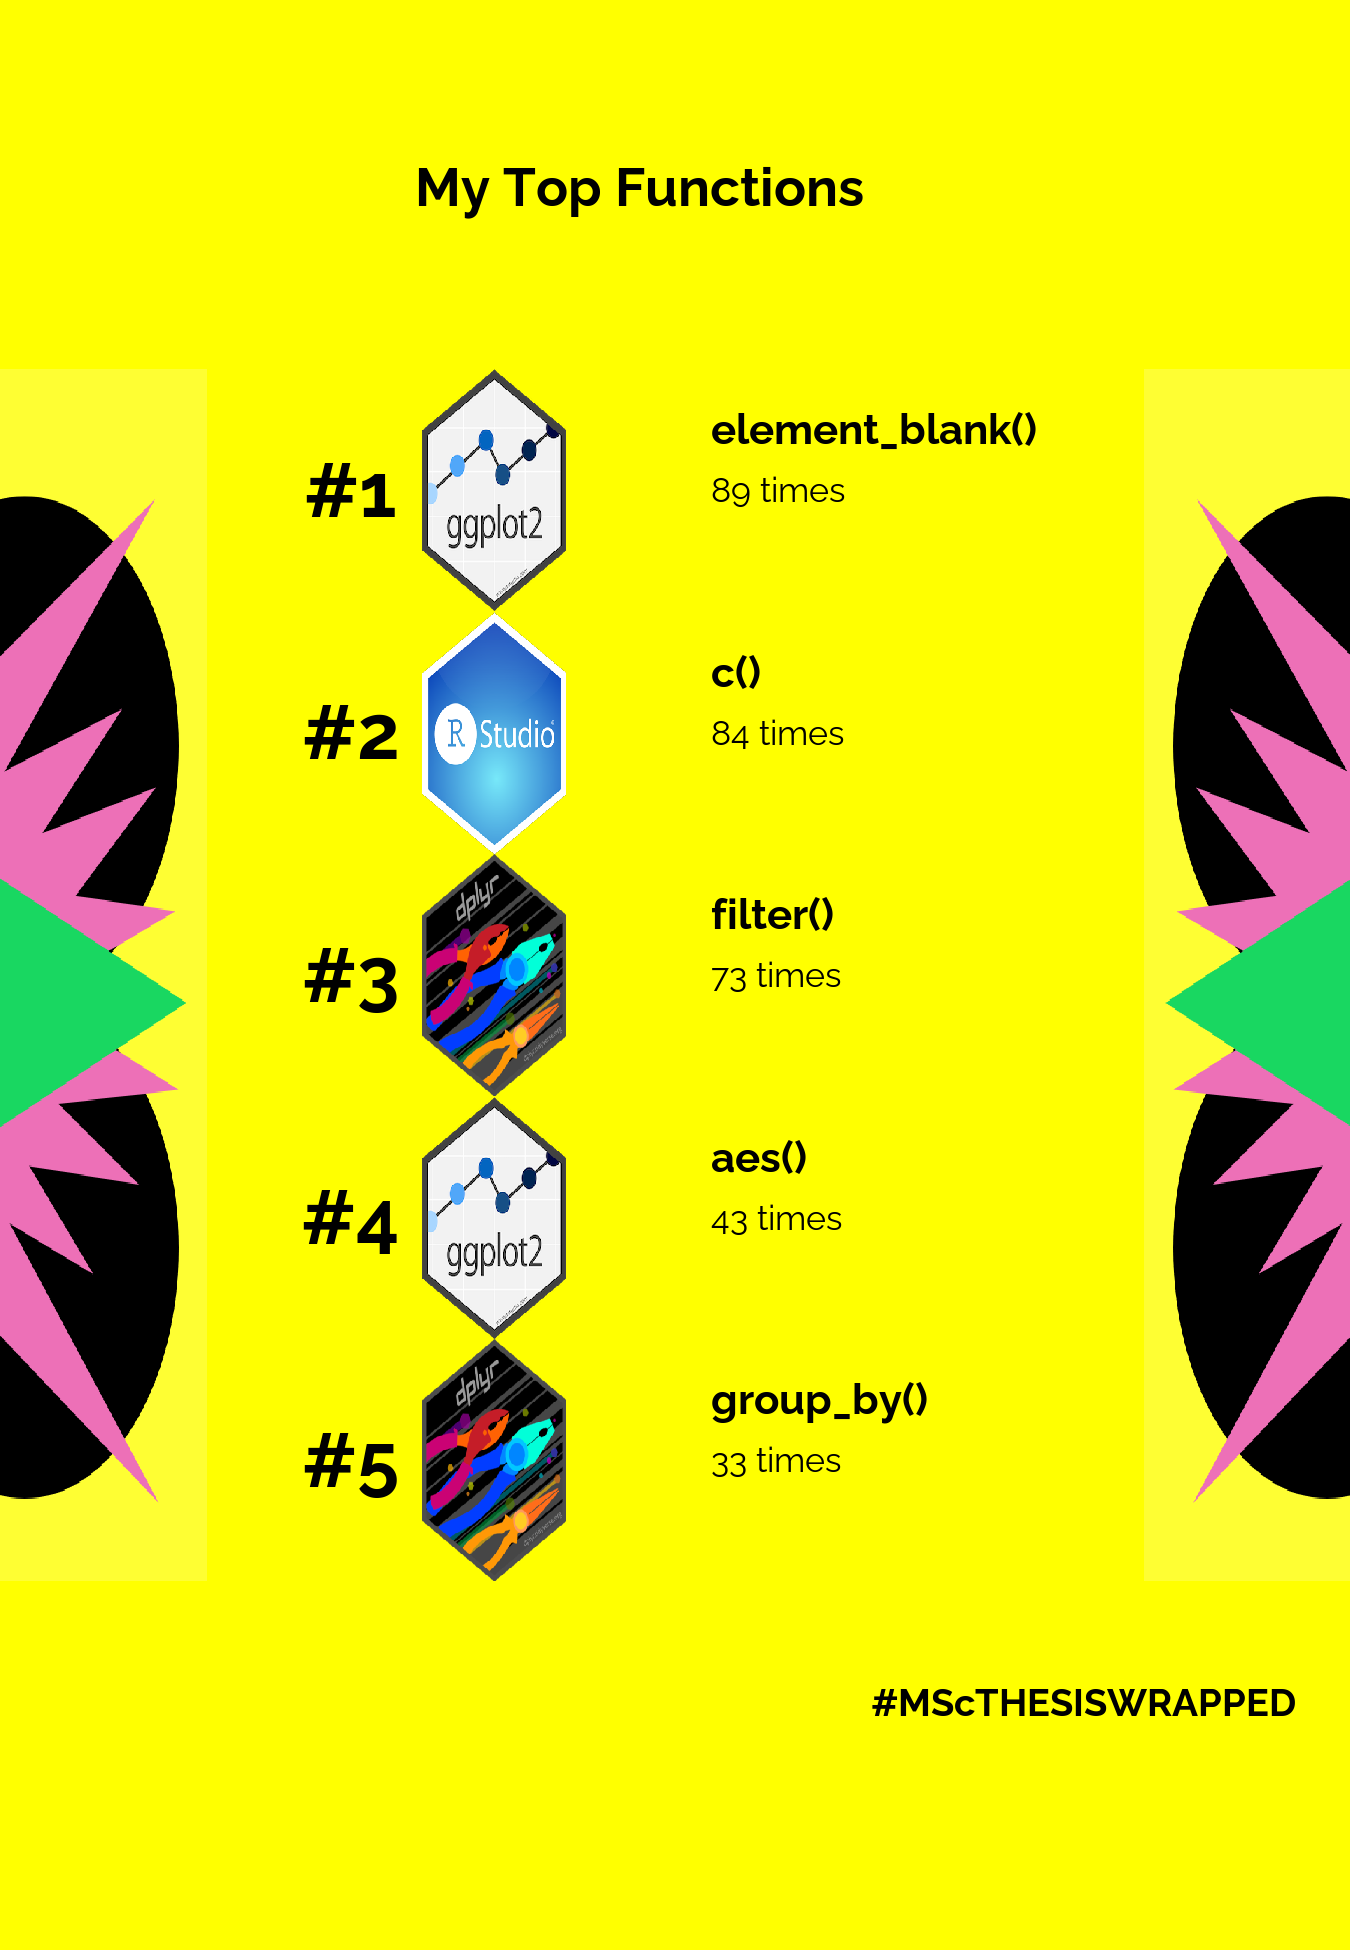 My Top Functions
#1
ggplot2
element_blank()
89 times
#2
R Studio
c()
84 times
#3
dplyr
filter()
73 times
#4
ggplot2
aes()
43 times
#5
dplyr
group_by()
33 times
#MScTHESISWRAPPED